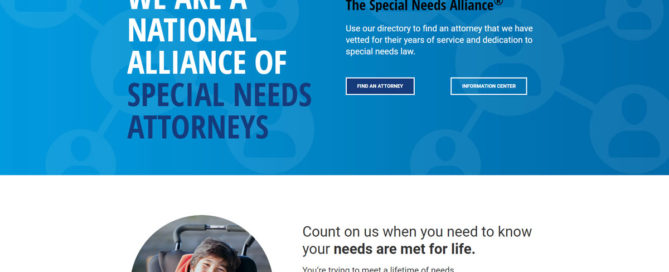 WE ARE A
NATIONAL
ALLIANCE OF
SPECIAL NEEDS
ATTORNEYS
The Special Needs Alliance®
Use our directory to find an attorney that we have
vetted for their years of service and dedication to
special needs law.
FIND AN ATTORNEY
INFORMATION CENTER
Count on us when you need to know
your needs are met for life.
You're trying to meet a lifetime of needs